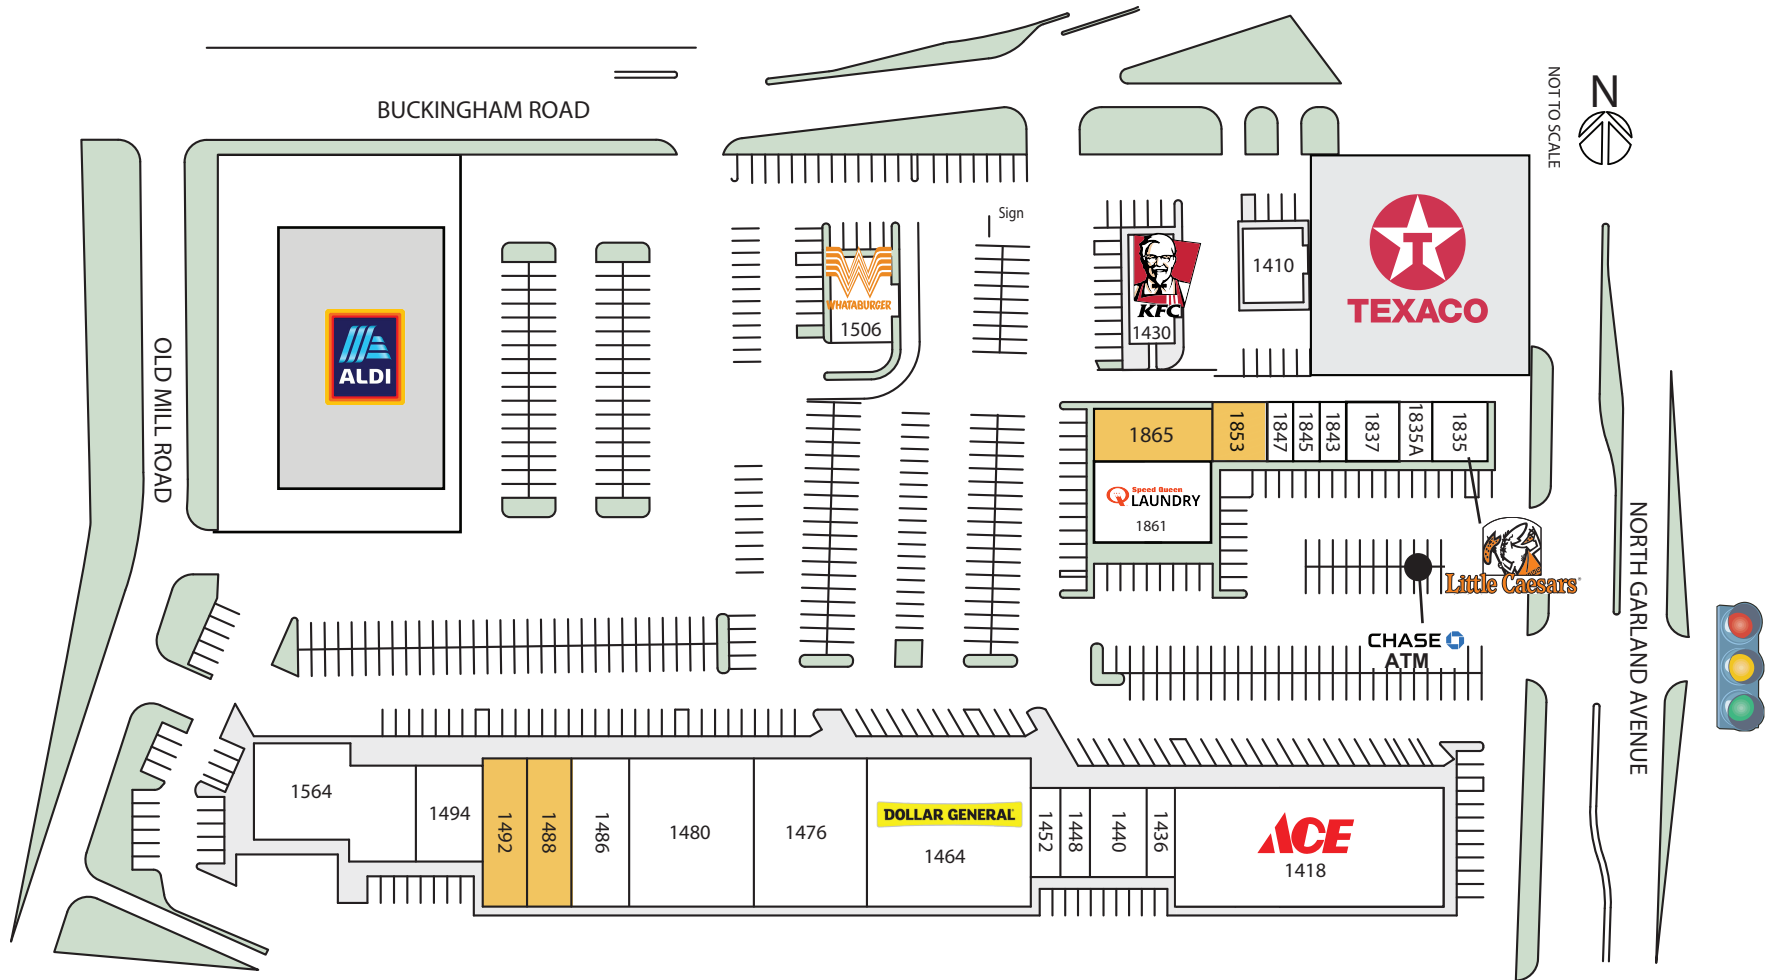 BUCKINGHAM ROAD
N
NOT TO SCALE
Sign
WHATABURGER
1506
KFC
1430
1410
TEXACO
ALDI
OLD MILL ROAD
1865
1853
1847
1845
1843
1837
1835A
1835
Speed Queen
LAUNDRY
1861
Little Caesars
CHASE
ATM
NORTH GARLAND AVENUE
1564
1494
1492
1488
1486
1480
1476
DOLLAR GENERAL
1464
1452
1448
1440
1436
ACE
1418